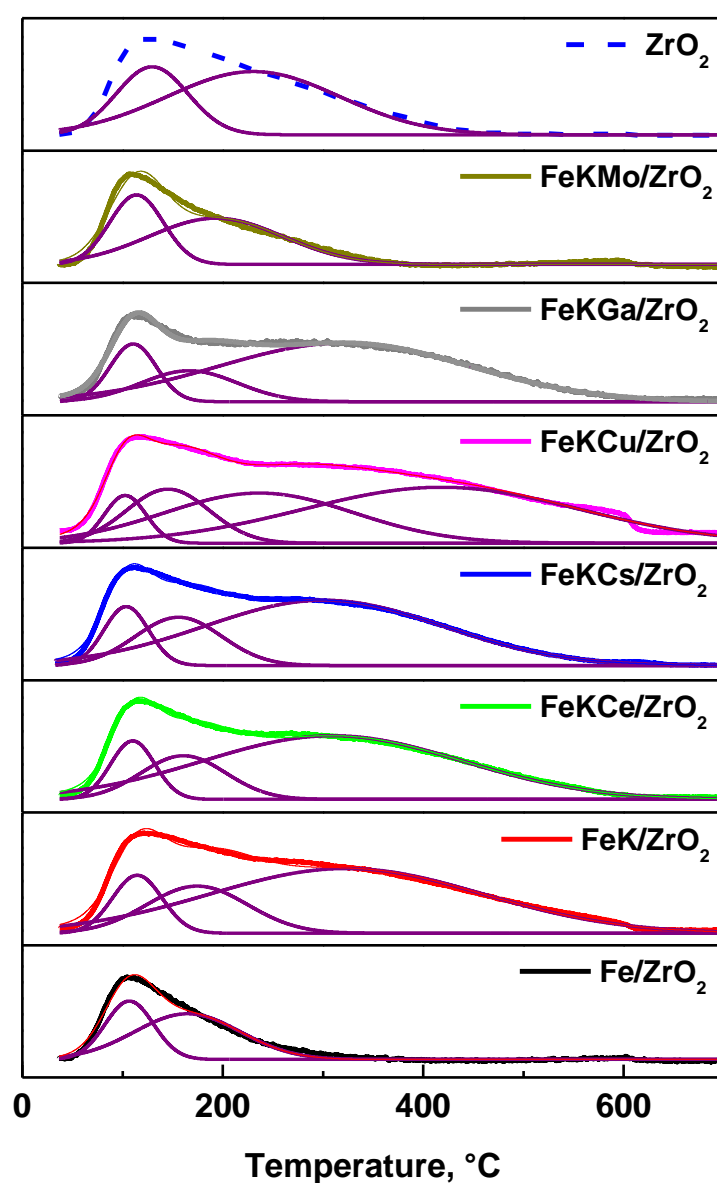 ZrO₂
FeKMo/ZrO₂
FeKGa/ZrO₂
FeKCu/ZrO₂
FeKCs/ZrO₂
FeKCe/ZrO₂
FeK/ZrO₂
Fe/ZrO₂
0 200 400 600
Temperature, °C